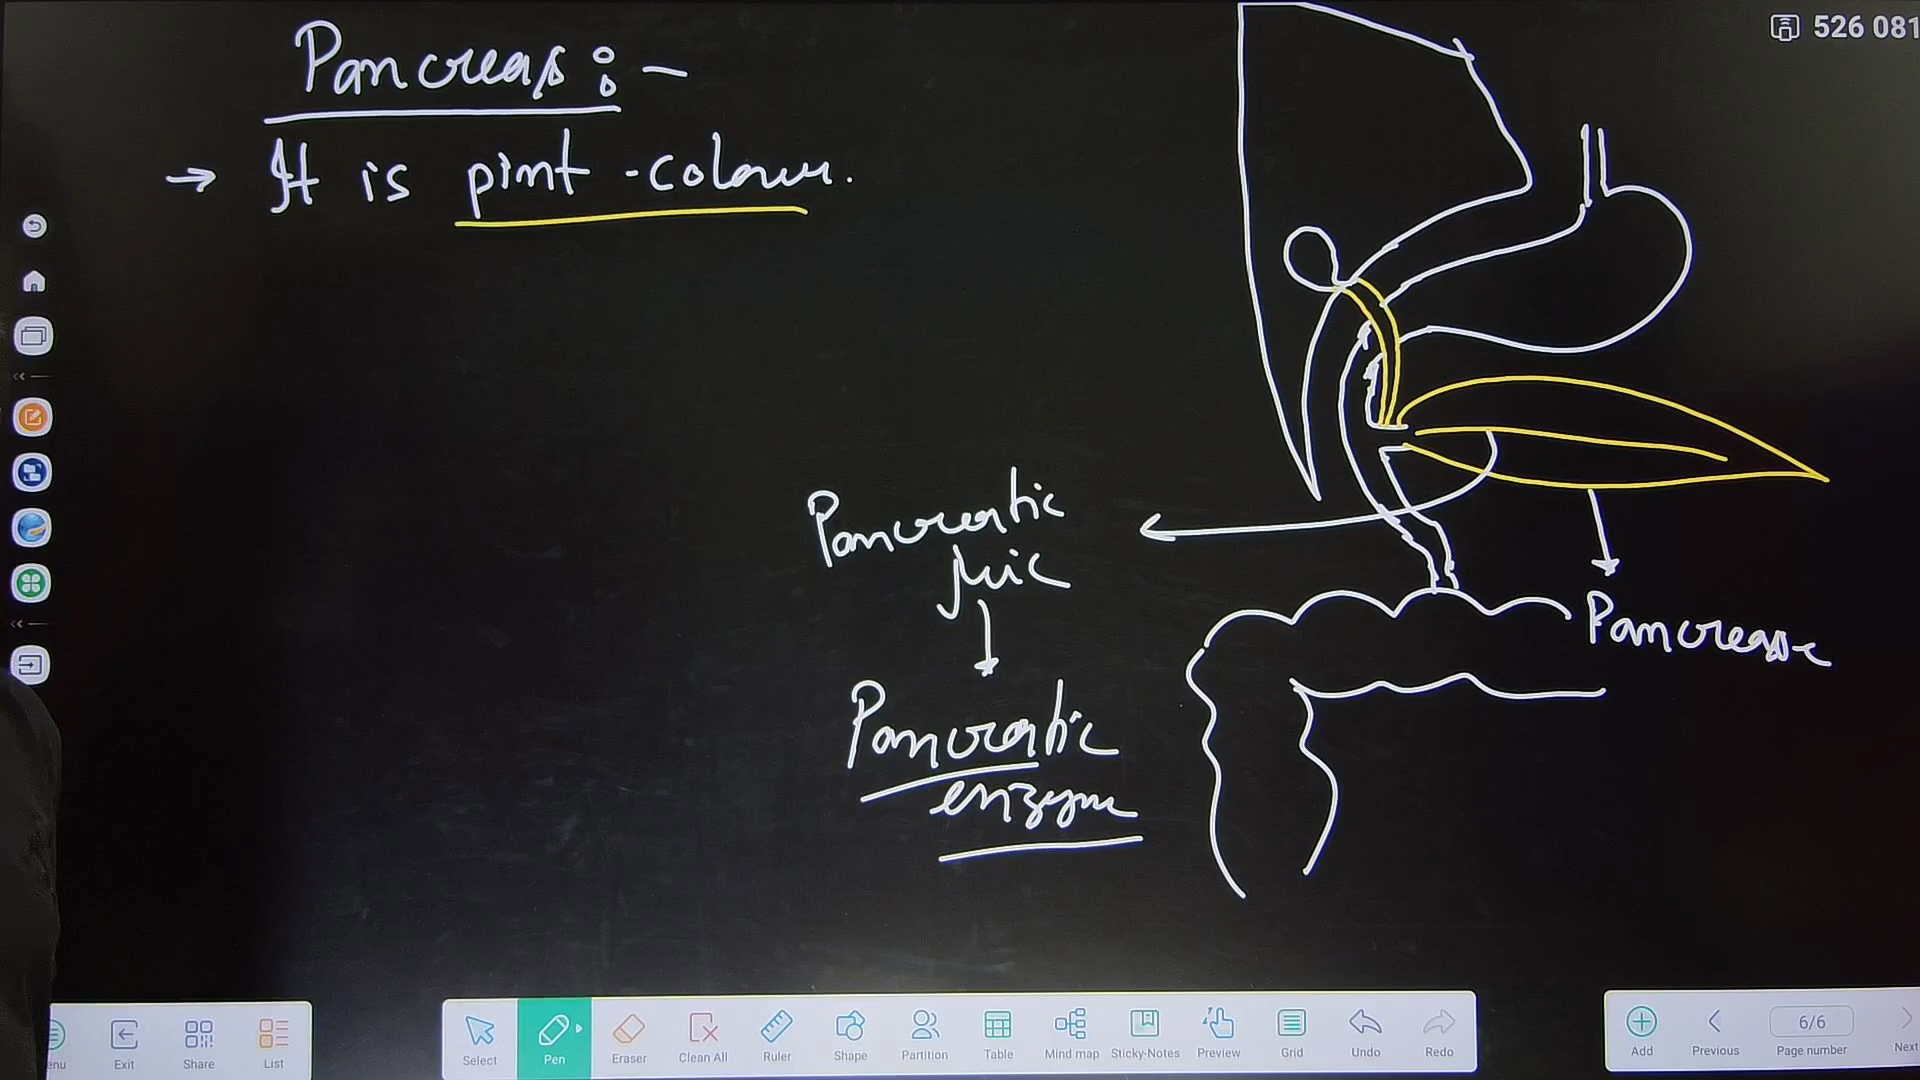 Pancreas :-
→ It is pint -colour.
Pancreatic
juic
Pancreatic
enzyme
Pancrease
526 081
Exit
Share
List
Select
Pen
Eraser
Clean All
Ruler
Shape
Partition
Table
Mind map
Sticky-Notes
Preview
Grid
Undo
Redo
Add
Previous
6/6
Page number
Next